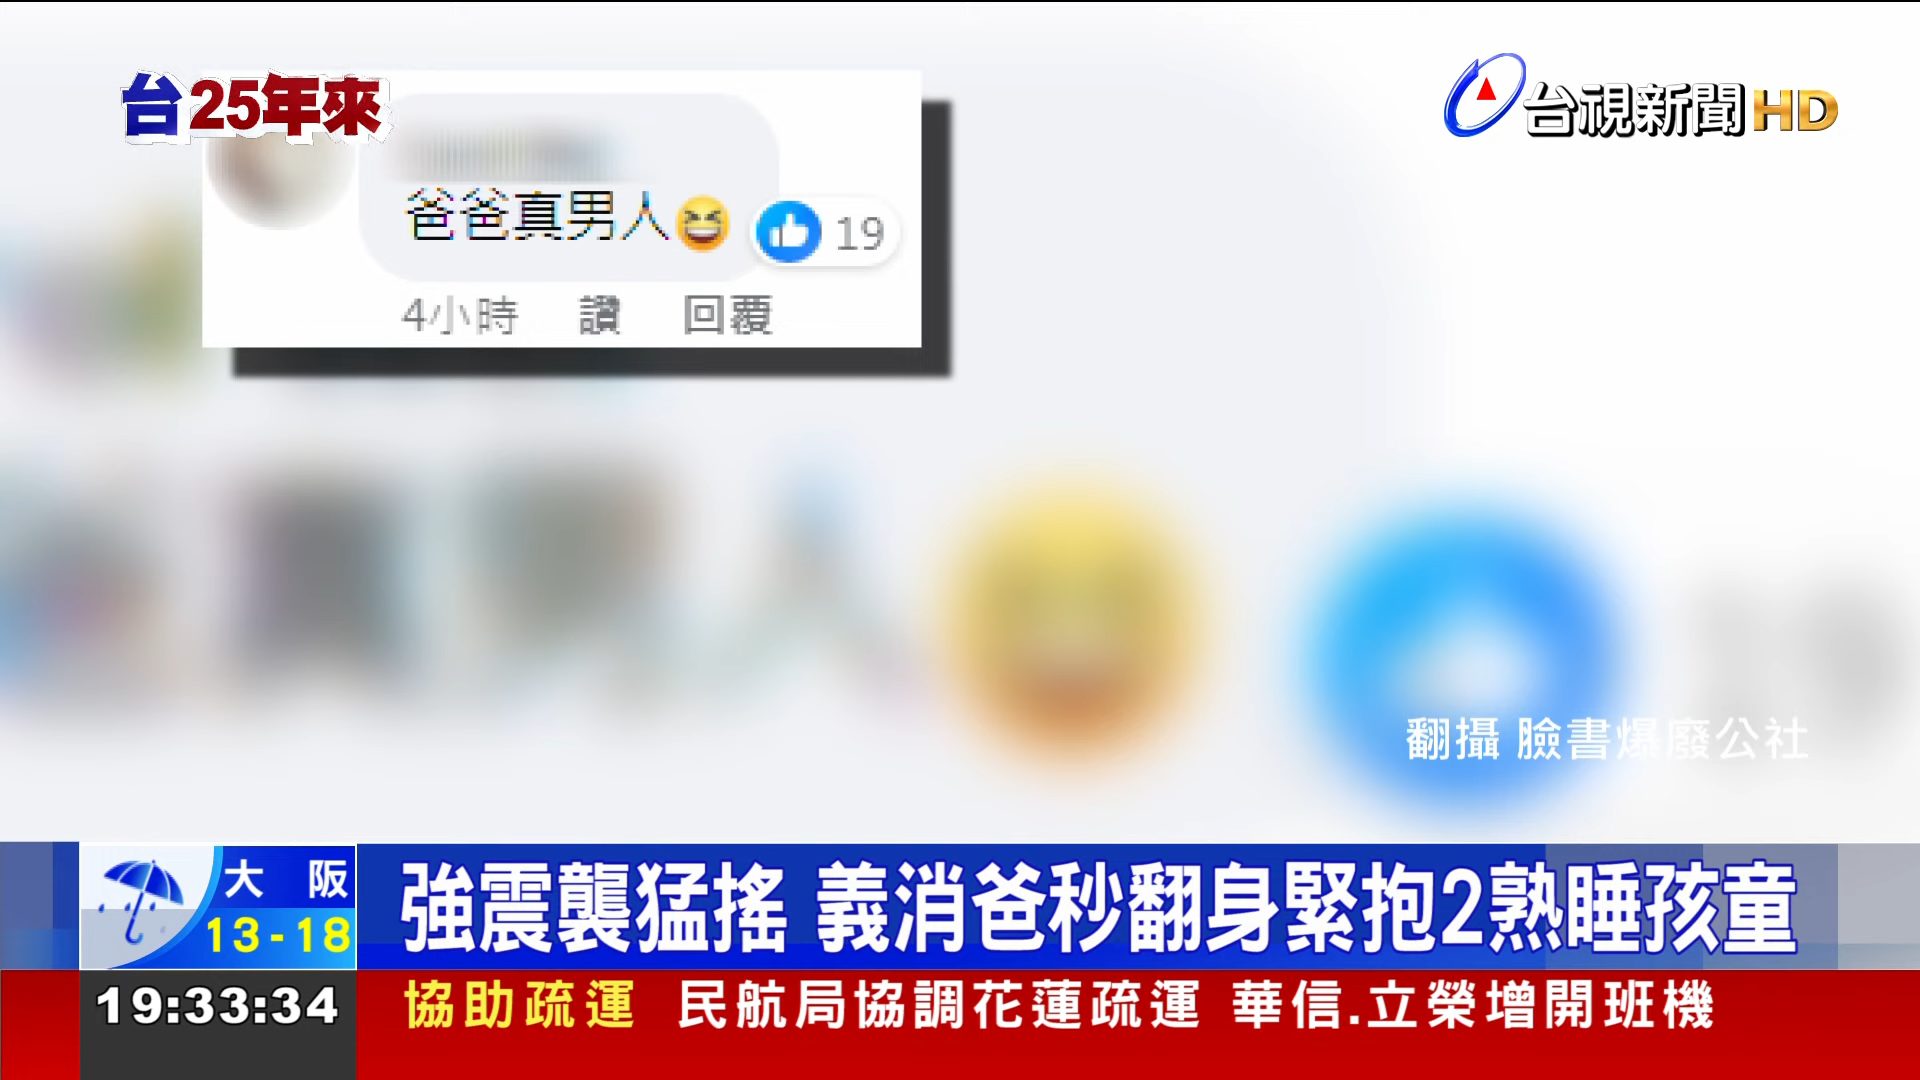 台25年來
台視新聞HD
爸爸真男人😆
19
4小時 讚 回覆
翻攝 臉書爆廢公社
大阪
13-18
強震襲猛搖 義消爸秒翻身緊抱2熟睡孩童
19:33:34
協助疏運 民航局協調花蓮疏運 華信.立榮增開班機